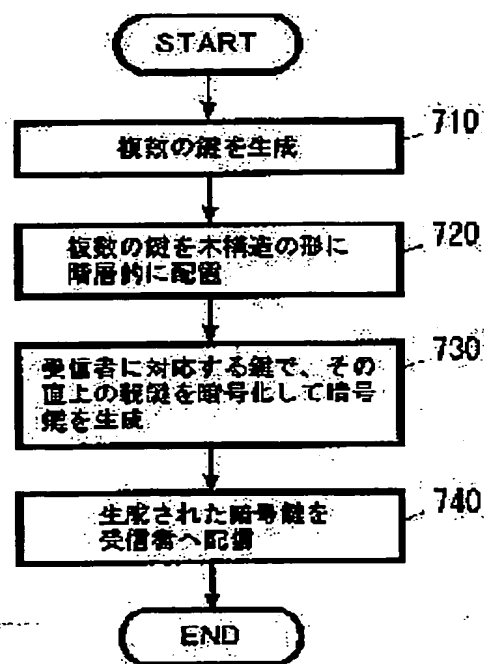 START
複数の鍵を生成
710
複数の鍵を木構造の形に
階層的に配置
720
受信者に対応する鍵で、その
直上の親鍵を暗号化して暗号
鍵を生成
730
生成された暗号鍵を
受信者へ配信
740
END